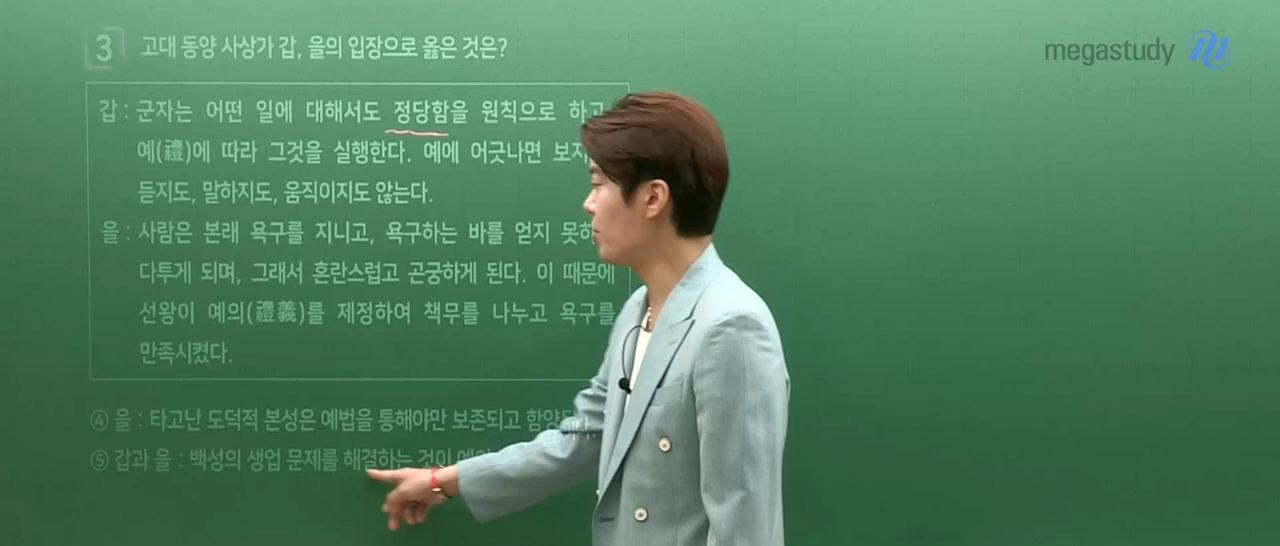 3 고대 동양 사상가 갑, 을의 입장으로 옳은 것은?
megastudy
갑 : 군자는 어떤 일에 대해서도 정당함을 원칙으로 하고
예(禮)에 따라 그것을 실행한다. 예에 어긋나면
듣지도, 말하지도, 움직이지도 않는다.
을 : 사람은 본래 욕구를 지니고, 욕구하는 바를 얻지
다투게 되며, 그래서 혼란스럽고 곤궁하게 된다. 이 때문에
선왕이 예의(禮義)를 제정하여 책무를 나누고 욕구를
만족시켰다.
④ 을 : 타고난 도덕적 본성은 예법을 통해야만 보존되고
⑤ 갑과 을 : 백성의 생업 문제를 해결하는 것이